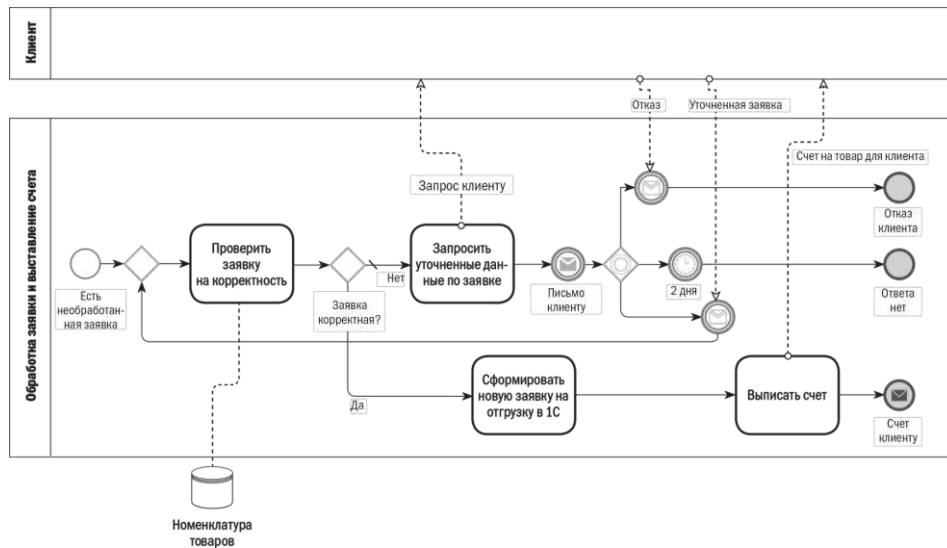 Клиент
Отказ
Уточненная заявка
Обработка заявки и выставление счета
Счет на товар для клиента
Запрос клиенту
Проверить
заявку
на корректность
Запросить
уточненные дан-
ные по заявке
Отказ
клиента
Нет
Есть
необработан-
ная заявка
Заявка
корректная?
Письмо
клиенту
2 дня
Ответа
нет
Да
Сформировать
новую заявку на
отгрузку в 1С
Выписать счет
Счет
клиенту
Номенклатура
товаров